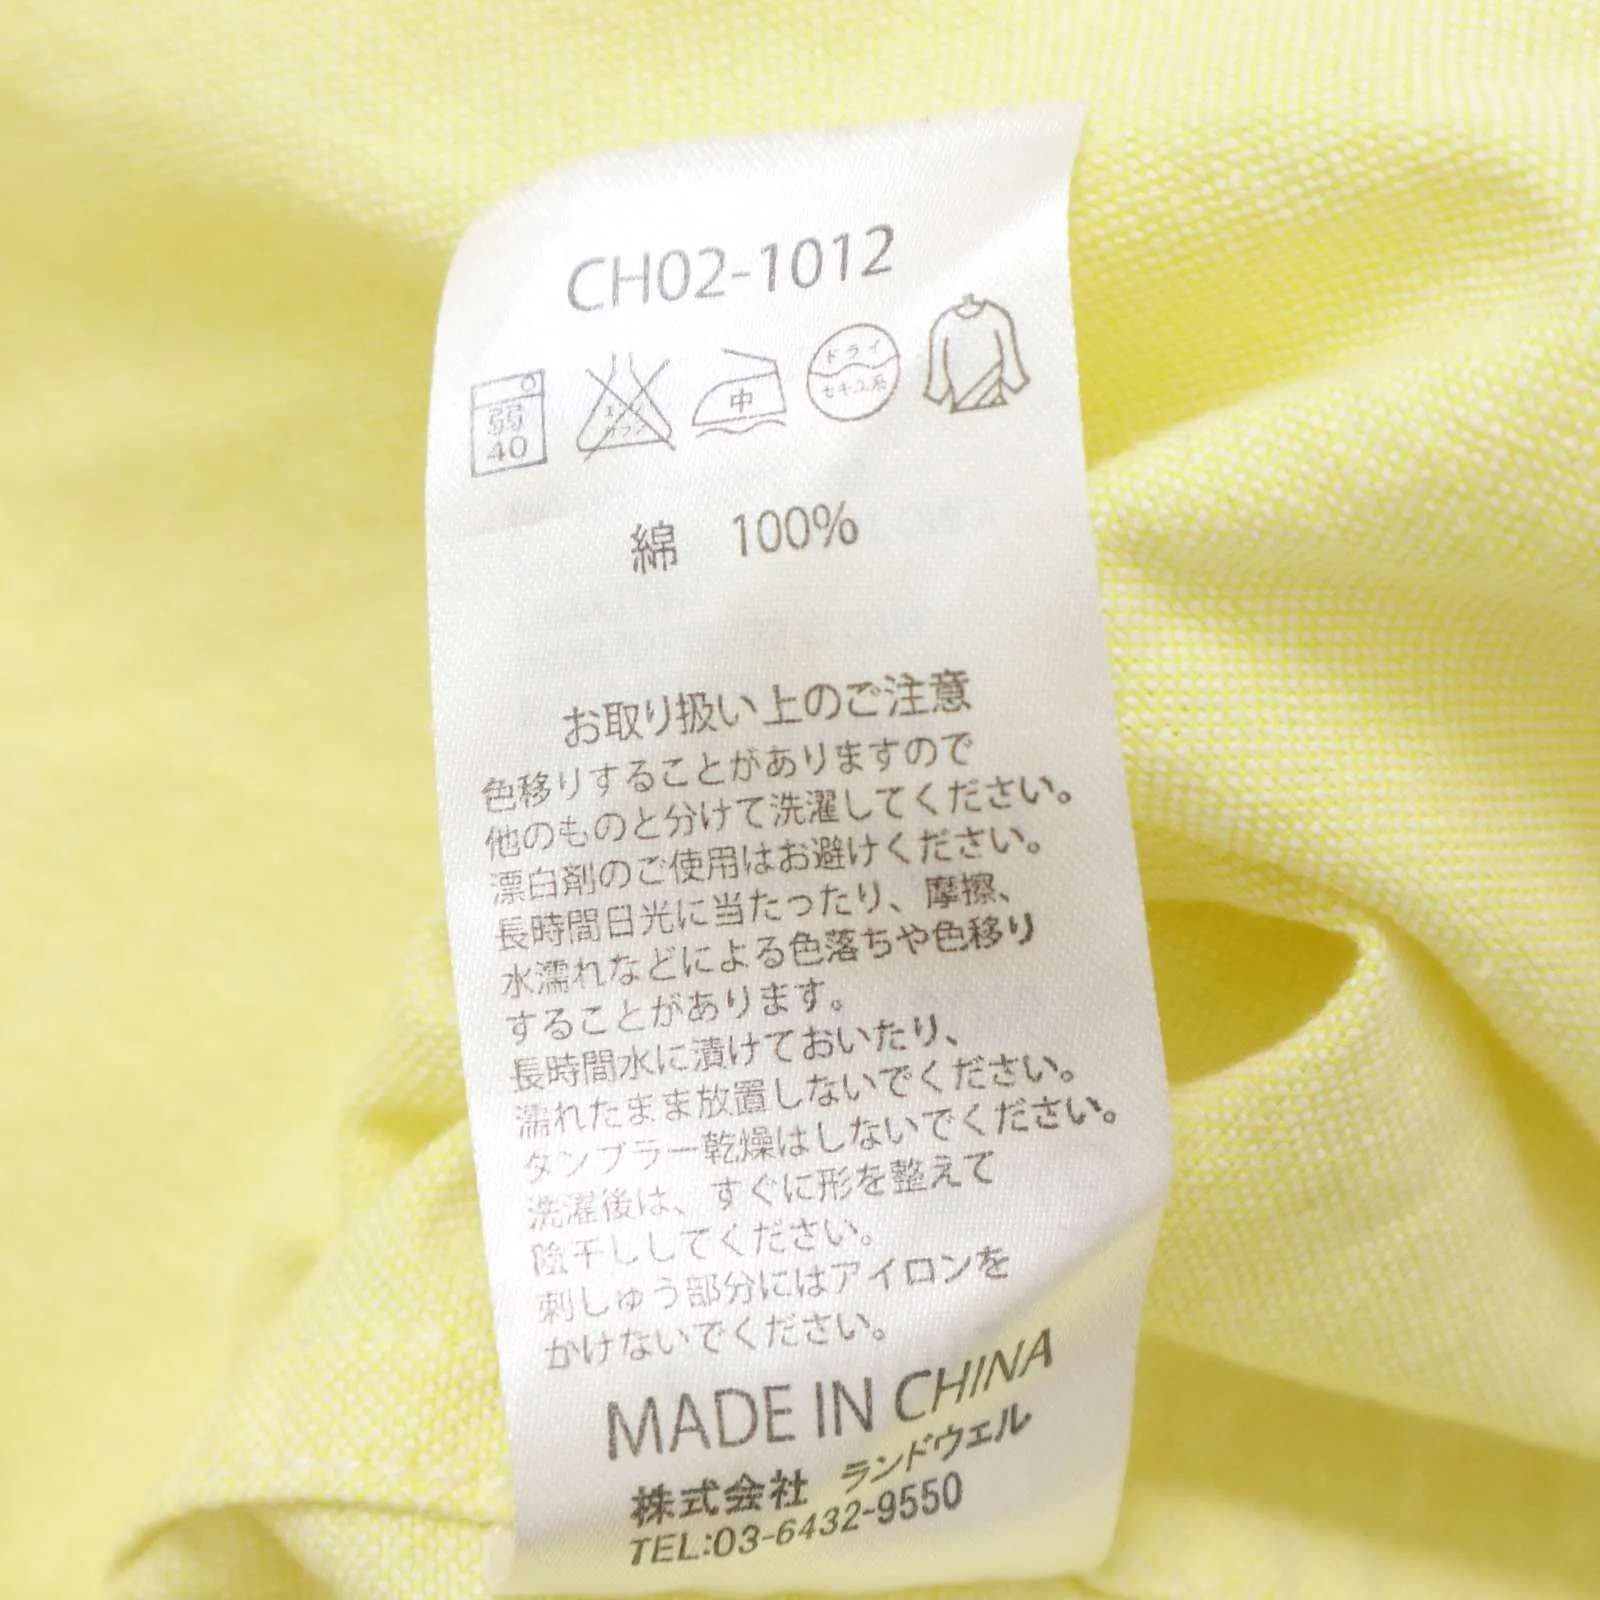 CH02-1012
弱 40
エンソ サラシ
中
ドライ セキユ系
綿 100%
お取り扱い上のご注意
色移りすることがありますので
他のものと分けて洗濯してください。
漂白剤のご使用はお避けください。
長時間日光に当たったり、摩擦、
水濡れなどによる色落ちや色移り
することがあります。
長時間水に漬けておいたり、
濡れたまま放置しないでください。
タンブラー乾燥はしないでください。
洗濯後は、すぐに形を整えて
陰干ししてください。
刺しゅう部分にはアイロンを
かけないでください。
MADE IN CHINA
株式会社 ランドウェル
TEL:03-6432-9550